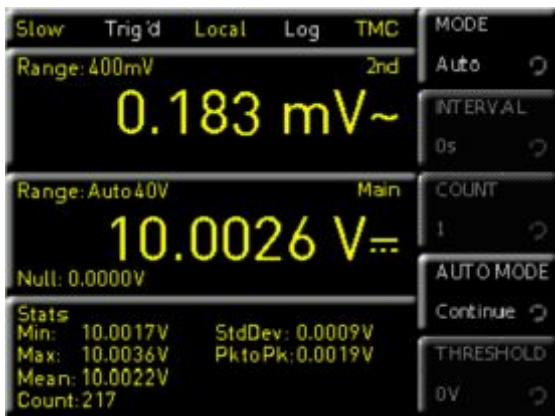 Slow Trig'd Local Log TMC
Range: 400mV 2nd
0.183 mV~
Range: Auto 40V Main
10.0026 V⎓
Null: 0.0000V
Stats
Min: 10.0017V StdDev: 0.0009V
Max: 10.0036V PktoPk: 0.0019V
Mean: 10.0022V
Count: 217
MODE
Auto
INTERVAL
0s
COUNT
1
AUTO MODE
Continue
THRESHOLD
0V